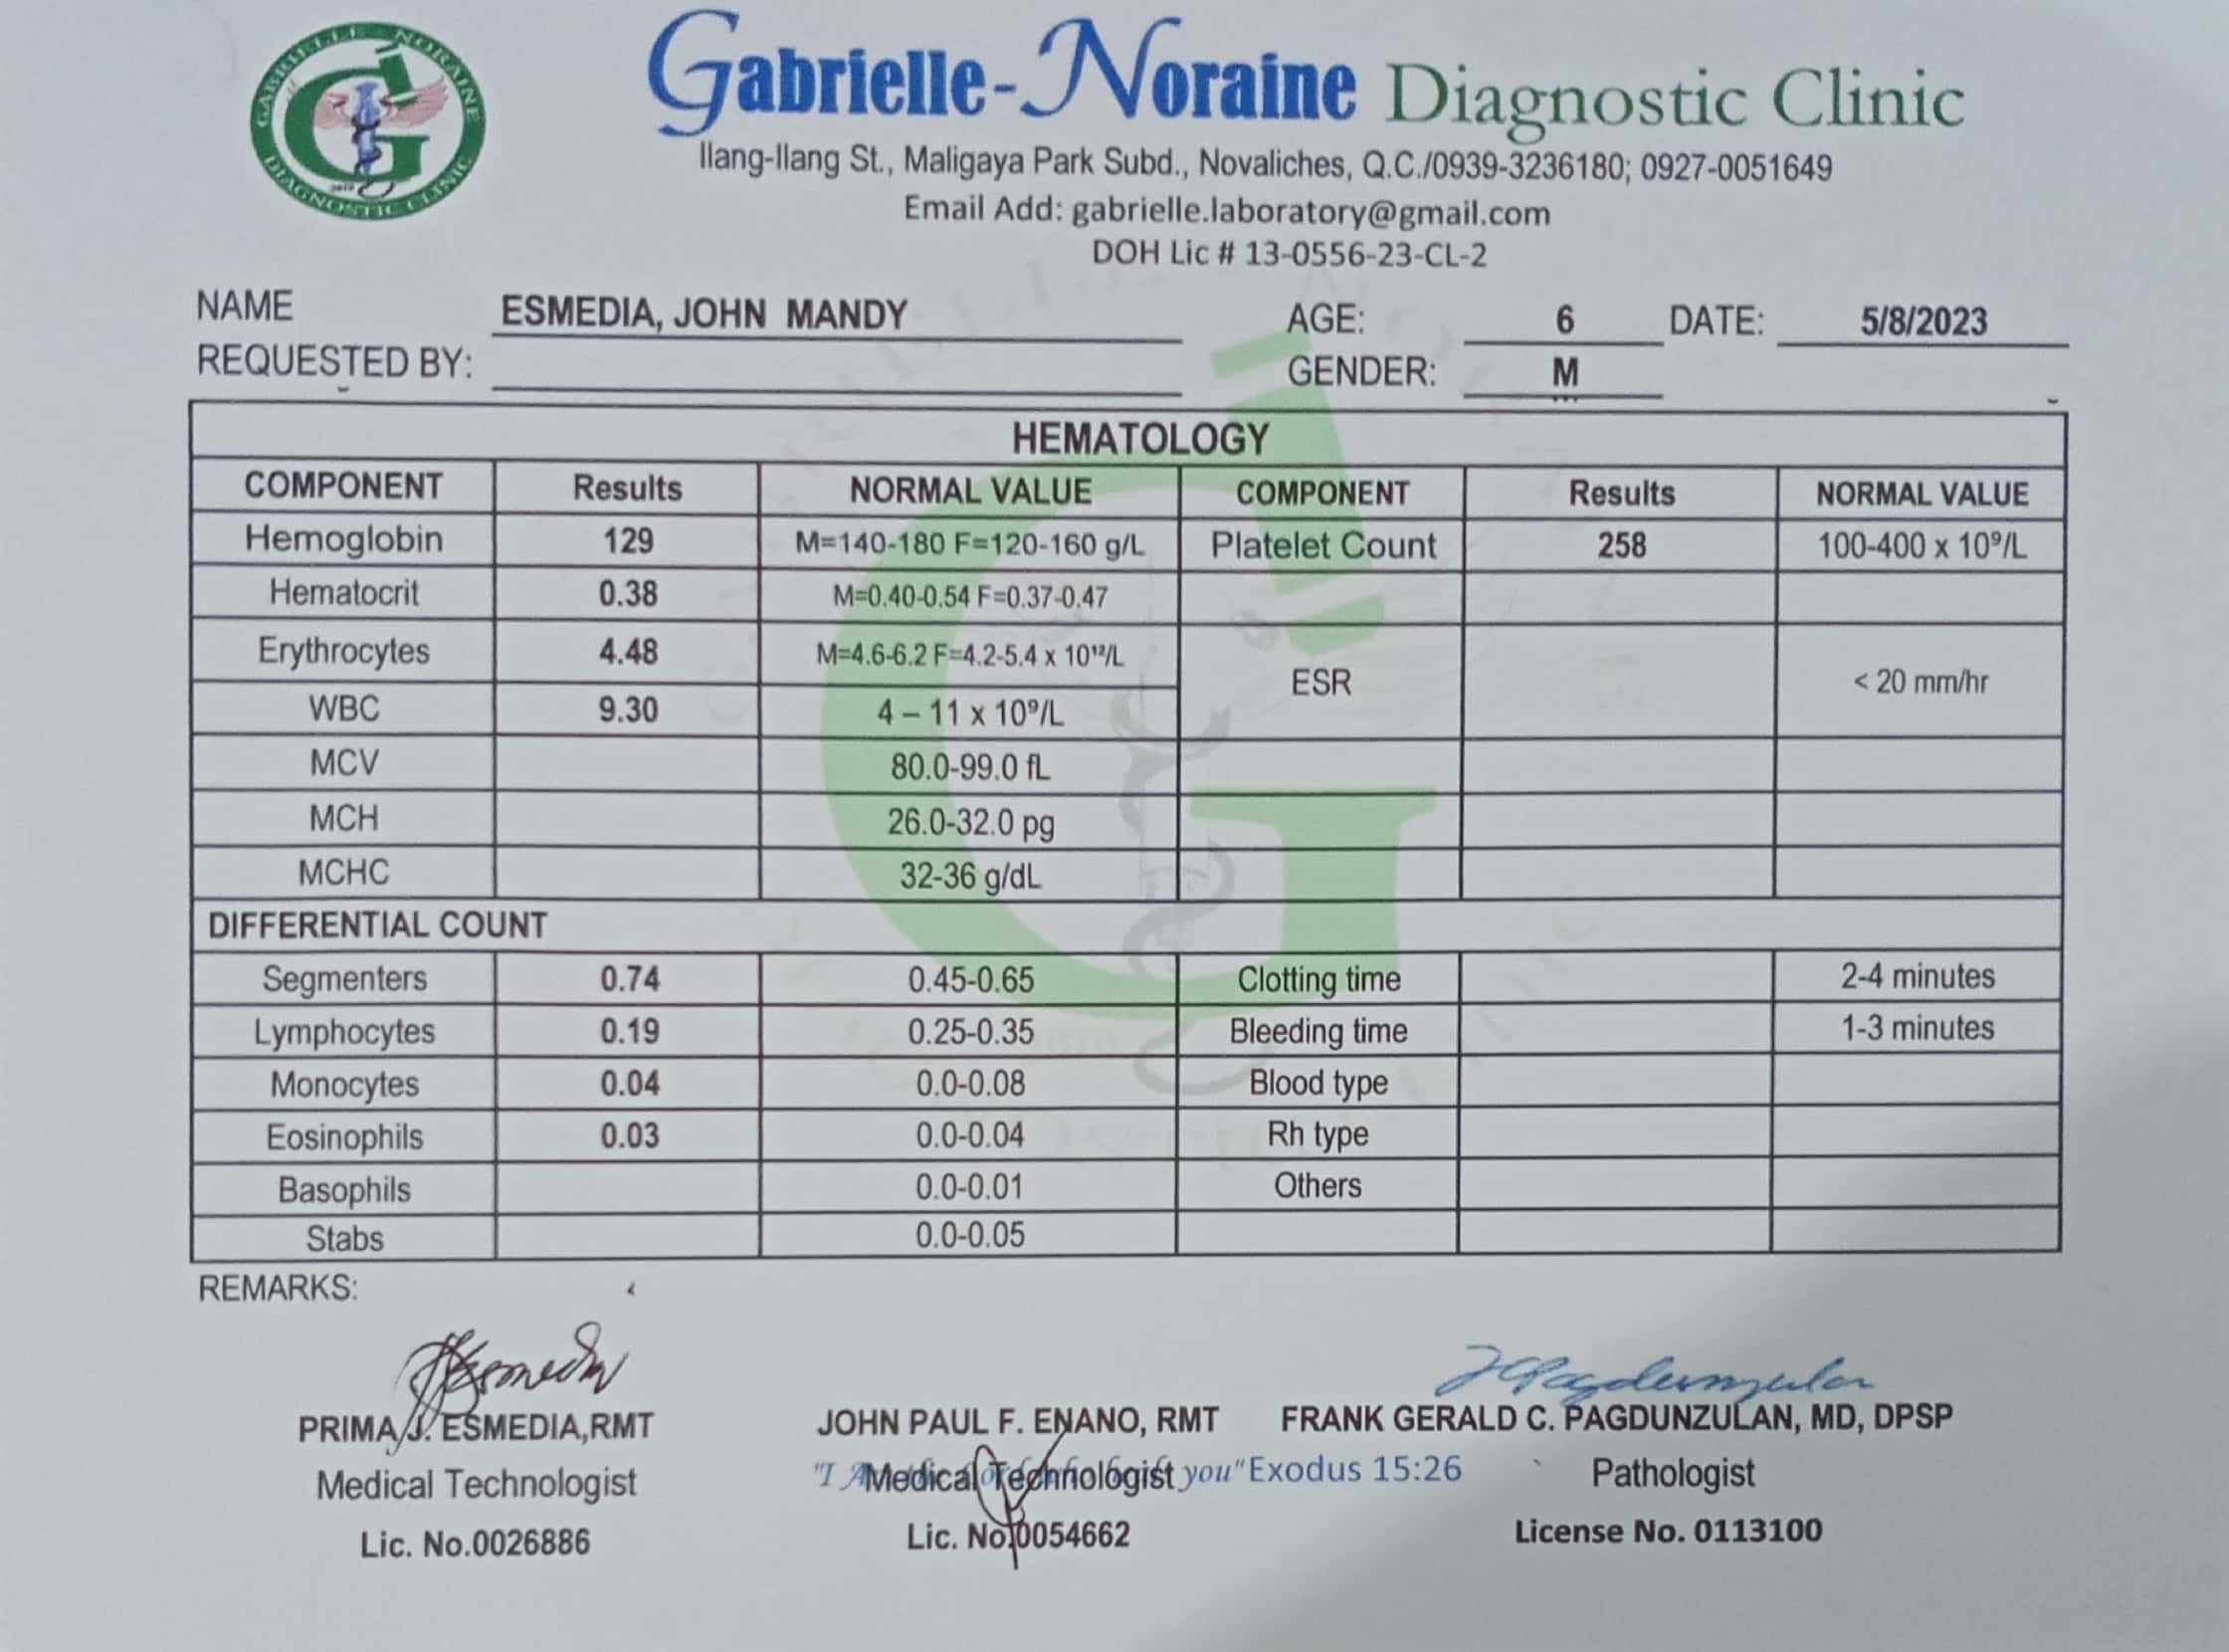 GABRIELLE - NORAINE
DIAGNOSTIC CLINIC
Gabrielle-Noraine Diagnostic Clinic
Ilang-Ilang St., Maligaya Park Subd., Novaliches, Q.C./0939-3236180; 0927-0051649
Email Add: gabrielle.laboratory@gmail.com
DOH Lic # 13-0556-23-CL-2
NAME ESMEDIA, JOHN MANDY AGE: 6 DATE: 5/8/2023
REQUESTED BY: GENDER: M
HEMATOLOGY
COMPONENT Results NORMAL VALUE COMPONENT Results NORMAL VALUE
Hemoglobin 129 M=140-180 F=120-160 g/L Platelet Count 258 100-400 x 10⁹/L
Hematocrit 0.38 M=0.40-0.54 F=0.37-0.47
Erythrocytes 4.48 M=4.6-6.2 F=4.2-5.4 x 10¹²/L
ESR < 20 mm/hr
WBC 9.30 4 – 11 x 10⁹/L
MCV 80.0-99.0 fL
MCH 26.0-32.0 pg
MCHC 32-36 g/dL
DIFFERENTIAL COUNT
Segmenters 0.74 0.45-0.65 Clotting time 2-4 minutes
Lymphocytes 0.19 0.25-0.35 Bleeding time 1-3 minutes
Monocytes 0.04 0.0-0.08 Blood type
Eosinophils 0.03 0.0-0.04 Rh type
Basophils 0.0-0.01 Others
Stabs 0.0-0.05
REMARKS:
PRIMA J. ESMEDIA,RMT JOHN PAUL F. ENANO, RMT FRANK GERALD C. PAGDUNZULAN, MD, DPSP
Medical Technologist Medical Technologist you" Exodus 15:26 Pathologist
Lic. No.0026886 Lic. No.0054662 License No. 0113100